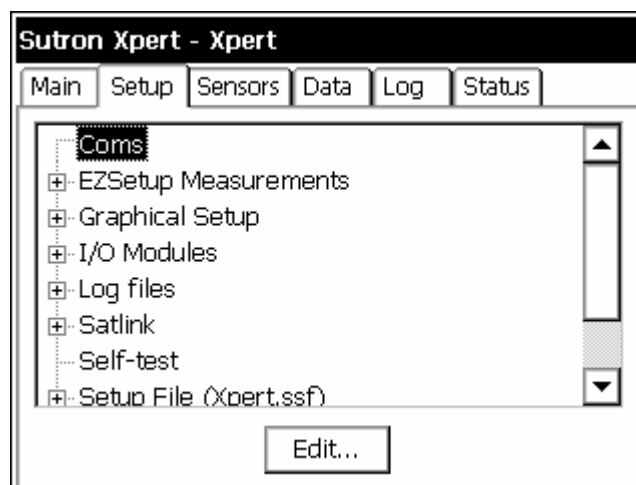 Sutron Xpert - Xpert
Main Setup Sensors Data Log Status
Coms
EZSetup Measurements
Graphical Setup
I/O Modules
Log files
Satlink
Self-test
Setup File (Xpert.ssf)
Edit...